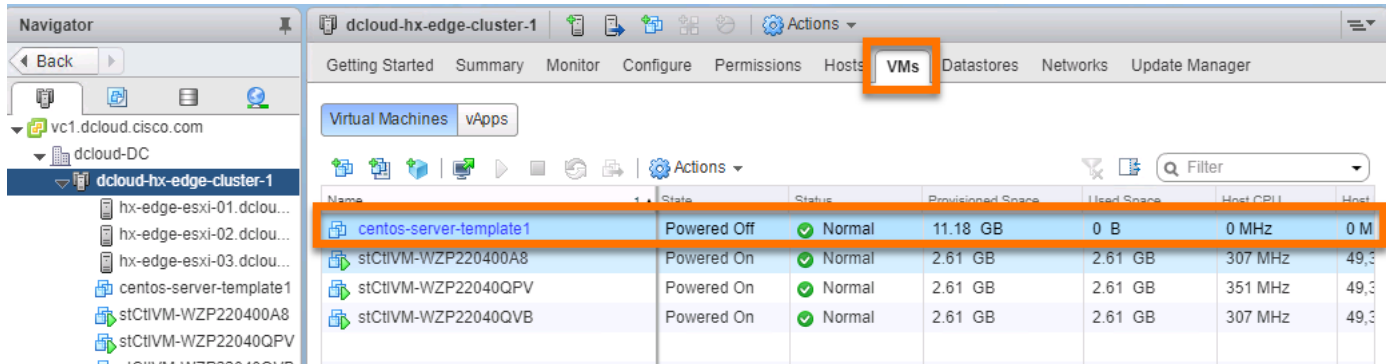 Navigator
Back
vc1.dcloud.cisco.com
dcloud-DC
dcloud-hx-edge-cluster-1
hx-edge-esxi-01.dclou...
hx-edge-esxi-02.dclou...
hx-edge-esxi-03.dclou...
centos-server-template1
stCtlVM-WZP220400A8
stCtlVM-WZP22040QPV
dcloud-hx-edge-cluster-1 Actions
Getting Started Summary Monitor Configure Permissions Hosts VMs Datastores Networks Update Manager
Virtual Machines vApps
Actions Filter
Name 1 State Status Provisioned Space Used Space Host CPU Host
centos-server-template1 Powered Off Normal 11.18 GB 0 B 0 MHz 0 M
stCtlVM-WZP220400A8 Powered On Normal 2.61 GB 2.61 GB 307 MHz 49,3
stCtlVM-WZP22040QPV Powered On Normal 2.61 GB 2.61 GB 351 MHz 49,3
stCtlVM-WZP22040QVB Powered On Normal 2.61 GB 2.61 GB 307 MHz 49,3